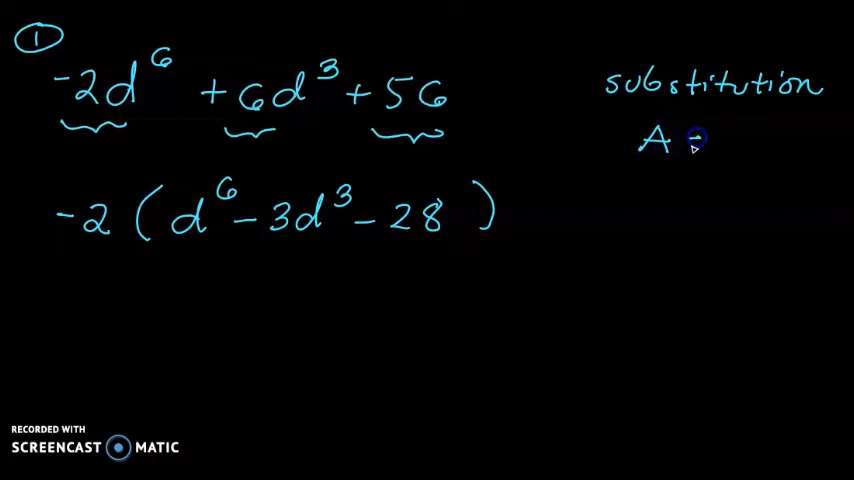 ①
-2d⁶ + 6d³ + 56
substitution
A =
-2 ( d⁶ - 3d³ - 28 )
RECORDED WITH
SCREENCAST MATIC